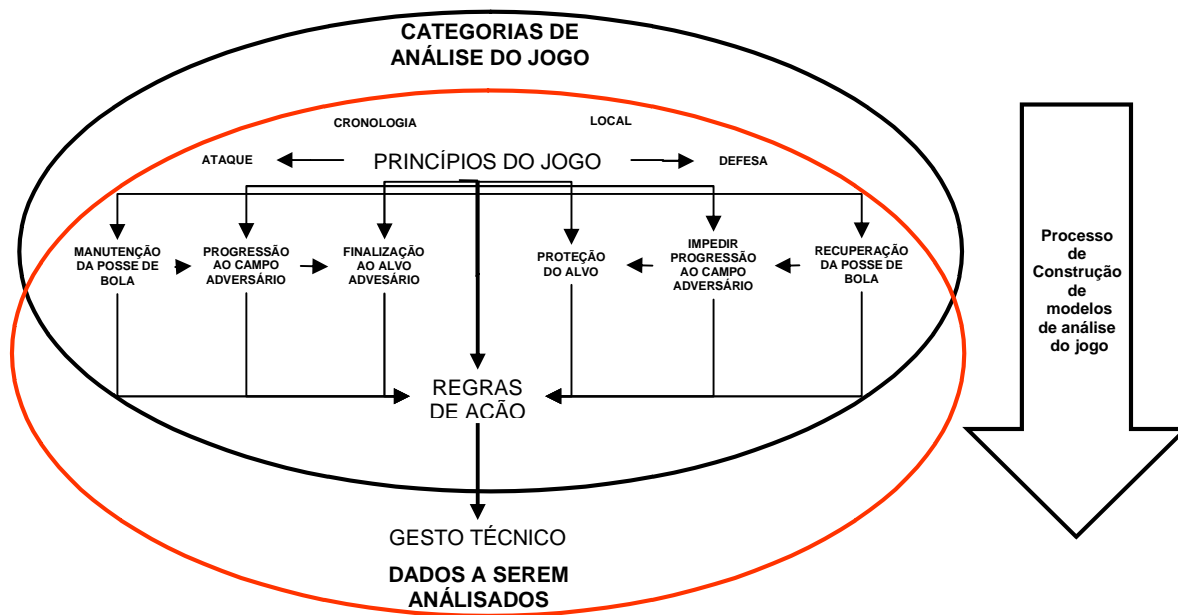 CATEGORIAS DE
ANÁLISE DO JOGO
CRONOLOGIA
LOCAL
ATAQUE
PRINCÍPIOS DO JOGO
DEFESA
MANUTENÇÃO
DA POSSE DE
BOLA
PROGRESSÃO
AO CAMPO
ADVERSÁRIO
FINALIZAÇÃO
AO ALVO
ADVESÁRIO
PROTEÇÃO
DO ALVO
IMPEDIR
PROGRESSÃO
AO CAMPO
ADVERSÁRIO
RECUPERAÇÃO
DA POSSE DE
BOLA
REGRAS
DE AÇÃO
GESTO TÉCNICO
DADOS A SEREM
ANÁLISADOS
Processo
de
Construção
de
modelos
de análise
do jogo